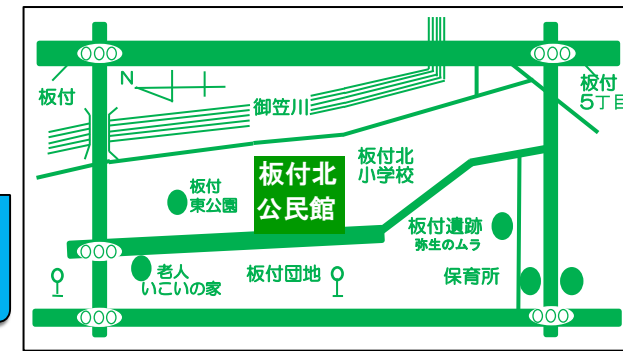 N
板付
御笠川
板付
5丁目
板付北
小学校
板付北
公民館
板付
東公園
板付遺跡
弥生のムラ
老人
いこいの家
板付団地
保育所